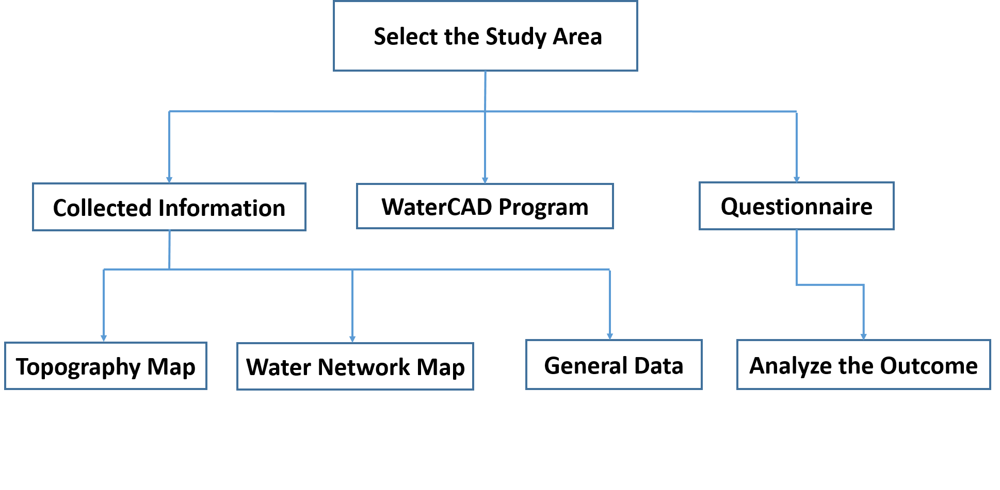 Select the Study Area
Collected Information
WaterCAD Program
Questionnaire
Topography Map
Water Network Map
General Data
Analyze the Outcome